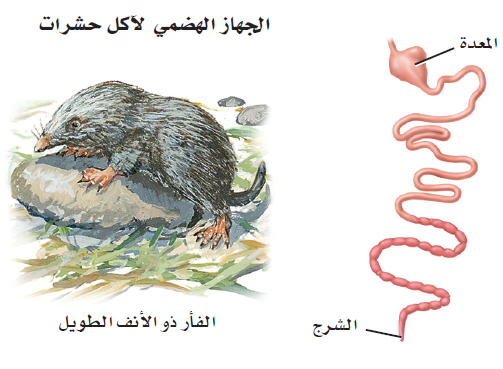 الجهاز الهضمي لآكل حشرات
المعدة
الفأر ذو الأنف الطويل
الشرج